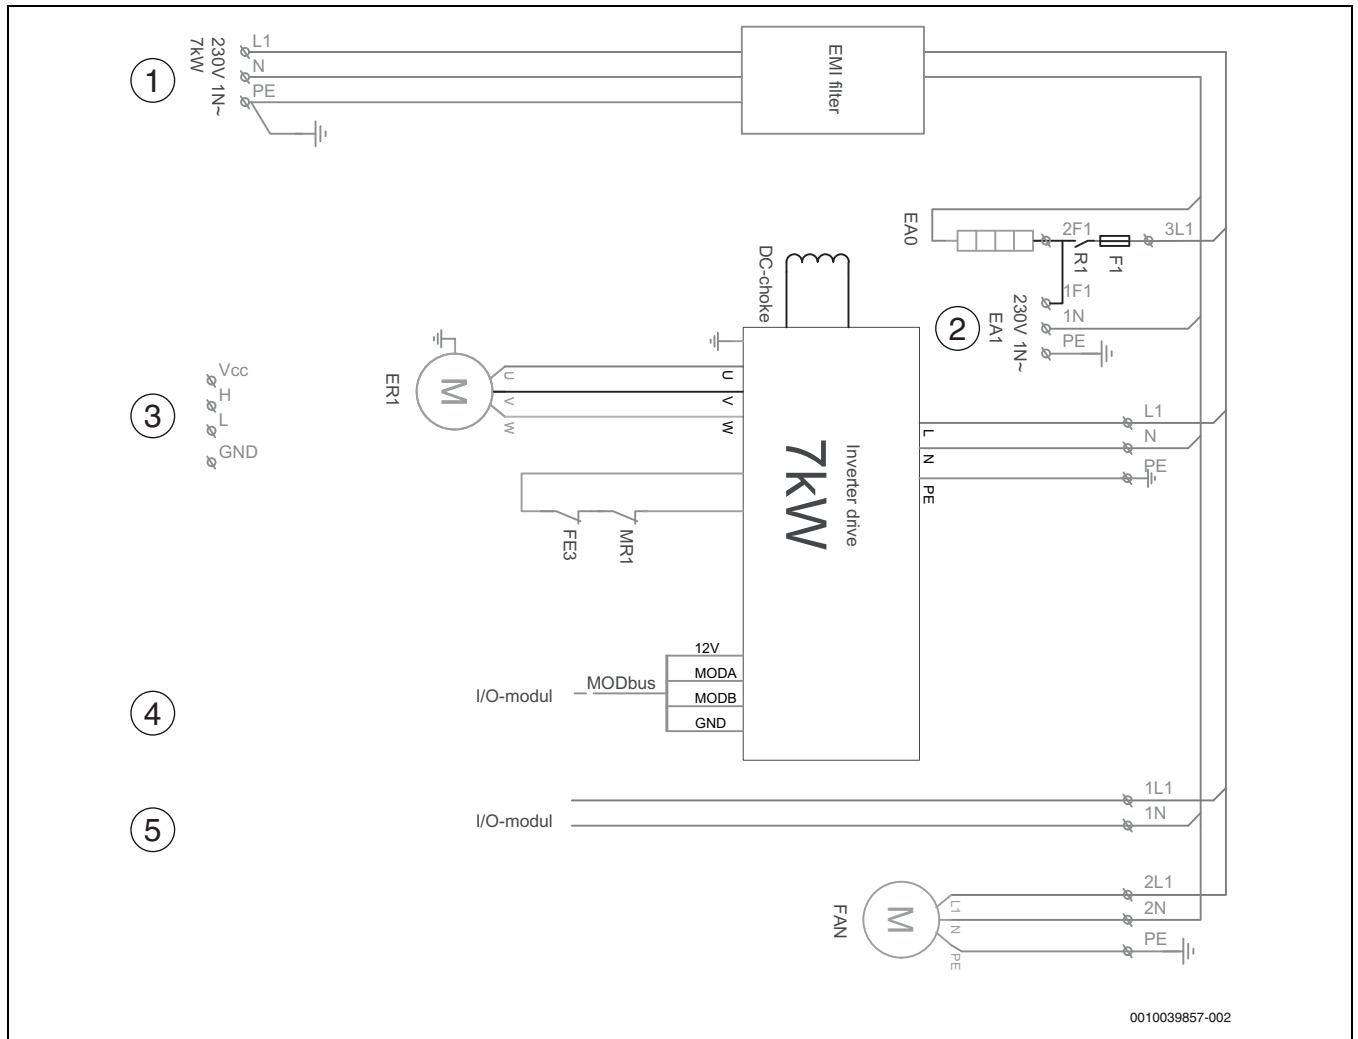 1
230V 1N~
7kW
L1
N
PE
EMI filter
EA0
2F1
R1
F1
3L1
DC-choke
2
230V 1N~
EA1
1F1
1N
PE
3
Vcc
H
L
GND
ER1
M
U
V
W
U
V
W
Inverter drive
7kW
L
N
PE
L1
N
PE
FE3
MR1
4
I/O-modul
MODbus
12V
MODA
MODB
GND
5
I/O-modul
1L1
1N
FAN
M
L1
N
PE
2L1
2N
PE
0010039857-002